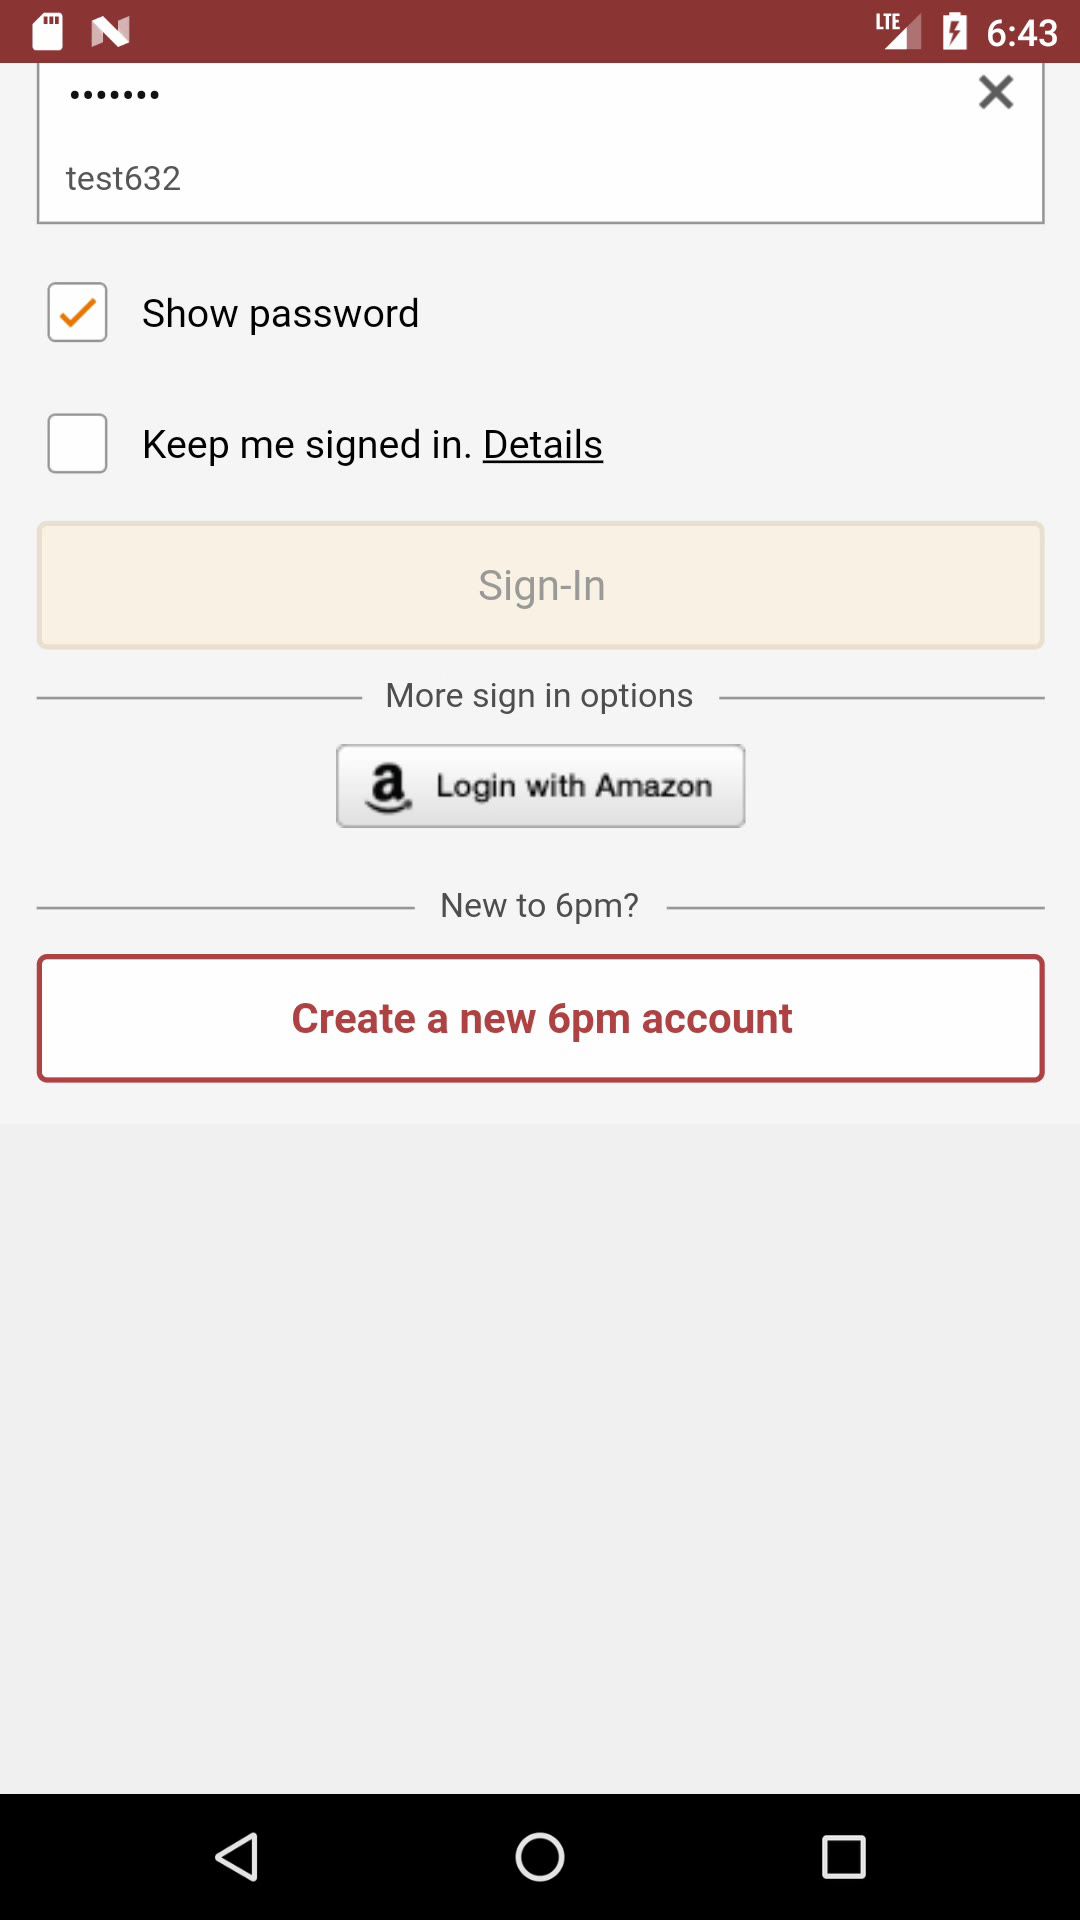 LTE 6:43
•••••••
test632
Show password
Keep me signed in. Details
Sign-In
More sign in options
a Login with Amazon
New to 6pm?
Create a new 6pm account